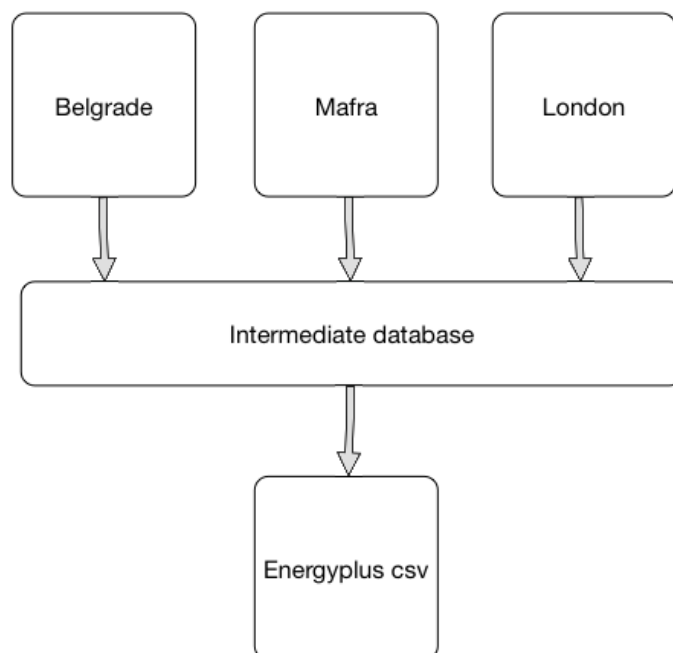 Belgrade
Mafra
London
Intermediate database
Energyplus csv